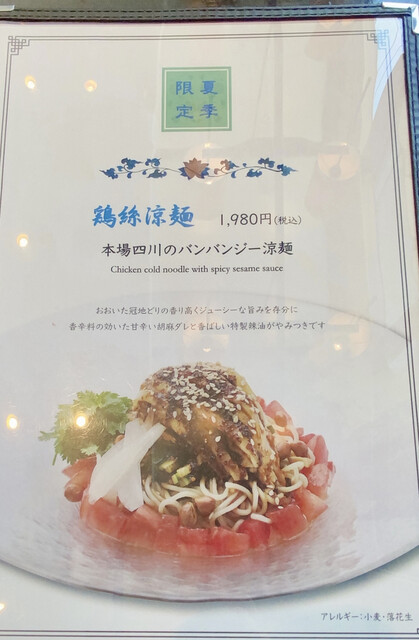 夏季
限定
鶏絲涼麺 1,980円(税込)
本場四川のバンバンジー涼麺
Chicken cold noodle with spicy sesame sauce
おおいた冠地どりの香り高くジューシーな旨みを存分に
香辛料の効いた甘辛い胡麻ダレと香ばしい特製辣油がやみつきです
アレルギー:小麦・落花生